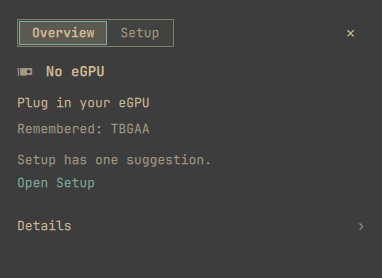 Overview Setup ×
No eGPU
Plug in your eGPU
Remembered: TBGAA
Setup has one suggestion.
Open Setup
Details ›